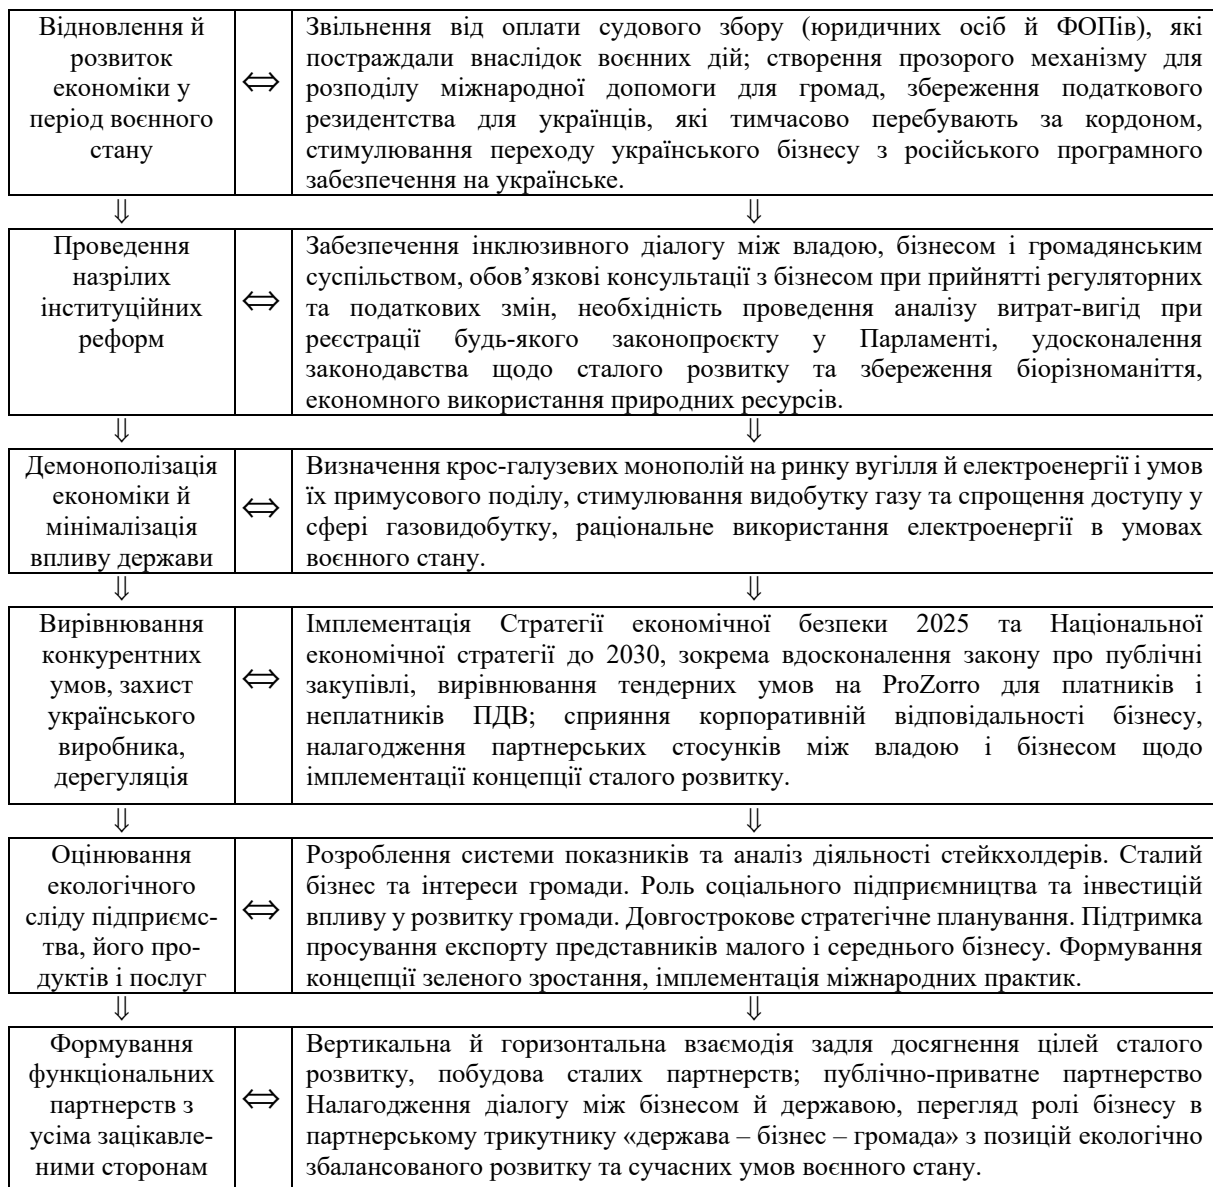 Відновлення й
розвиток
економіки у
період воєнного
стану
⇔
Звільнення від оплати судового збору (юридичних осіб й ФОПів), які
постраждали внаслідок воєнних дій; створення прозорого механізму для
розподілу міжнародної допомоги для громад, збереження податкового
резидентства для українців, які тимчасово перебувають за кордоном,
стимулювання переходу українського бізнесу з російського програмного
забезпечення на українське.
⇓ ⇓
Проведення
назрілих
інституційних
реформ
⇔
Забезпечення інклюзивного діалогу між владою, бізнесом і громадянським
суспільством, обов’язкові консультації з бізнесом при прийнятті регуляторних
та податкових змін, необхідність проведення аналізу витрат-вигід при
реєстрації будь-якого законопроєкту у Парламенті, удосконалення
законодавства щодо сталого розвитку та збереження біорізноманіття,
економного використання природних ресурсів.
⇓ ⇓
Демонополізація
економіки й
мінімалізація
впливу держави
⇔
Визначення крос-галузевих монополій на ринку вугілля й електроенергії і умов
їх примусового поділу, стимулювання видобутку газу та спрощення доступу у
сфері газовидобутку, раціональне використання електроенергії в умовах
воєнного стану.
⇓ ⇓
Вирівнювання
конкурентних
умов, захист
українського
виробника,
дерегуляція
⇔
Імплементація Стратегії економічної безпеки 2025 та Національної
економічної стратегії до 2030, зокрема вдосконалення закону про публічні
закупівлі, вирівнювання тендерних умов на ProZorro для платників і
неплатників ПДВ; сприяння корпоративній відповідальності бізнесу,
налагодження партнерських стосунків між владою і бізнесом щодо
імплементації концепції сталого розвитку.
⇓ ⇓
Оцінювання
екологічного
сліду підприємс-
тва, його про-
дуктів і послуг
⇔
Розроблення системи показників та аналіз діяльності стейкхолдерів. Сталий
бізнес та інтереси громади. Роль соціального підприємництва та інвестицій
впливу у розвитку громади. Довгострокове стратегічне планування. Підтримка
просування експорту представників малого і середнього бізнесу. Формування
концепції зеленого зростання, імплементація міжнародних практик.
⇓ ⇓
Формування
функціональних
партнерств з
усіма зацікавле-
ними сторонам
⇔
Вертикальна й горизонтальна взаємодія задля досягнення цілей сталого
розвитку, побудова сталих партнерств; публічно-приватне партнерство
Налагодження діалогу між бізнесом й державою, перегляд ролі бізнесу в
партнерському трикутнику «держава – бізнес – громада» з позицій екологічно
збалансованого розвитку та сучасних умов воєнного стану.